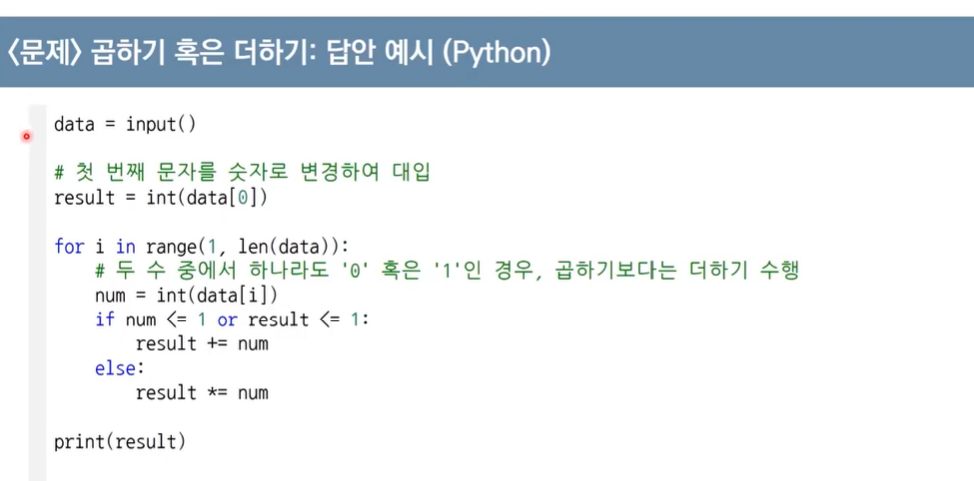 <문제> 곱하기 혹은 더하기: 답안 예시 (Python)
data = input()
# 첫 번째 문자를 숫자로 변경하여 대입
result = int(data[0])
for i in range(1, len(data)):
# 두 수 중에서 하나라도 '0' 혹은 '1'인 경우, 곱하기보다는 더하기 수행
num = int(data[i])
if num <= 1 or result <= 1:
result += num
else:
result *= num
print(result)